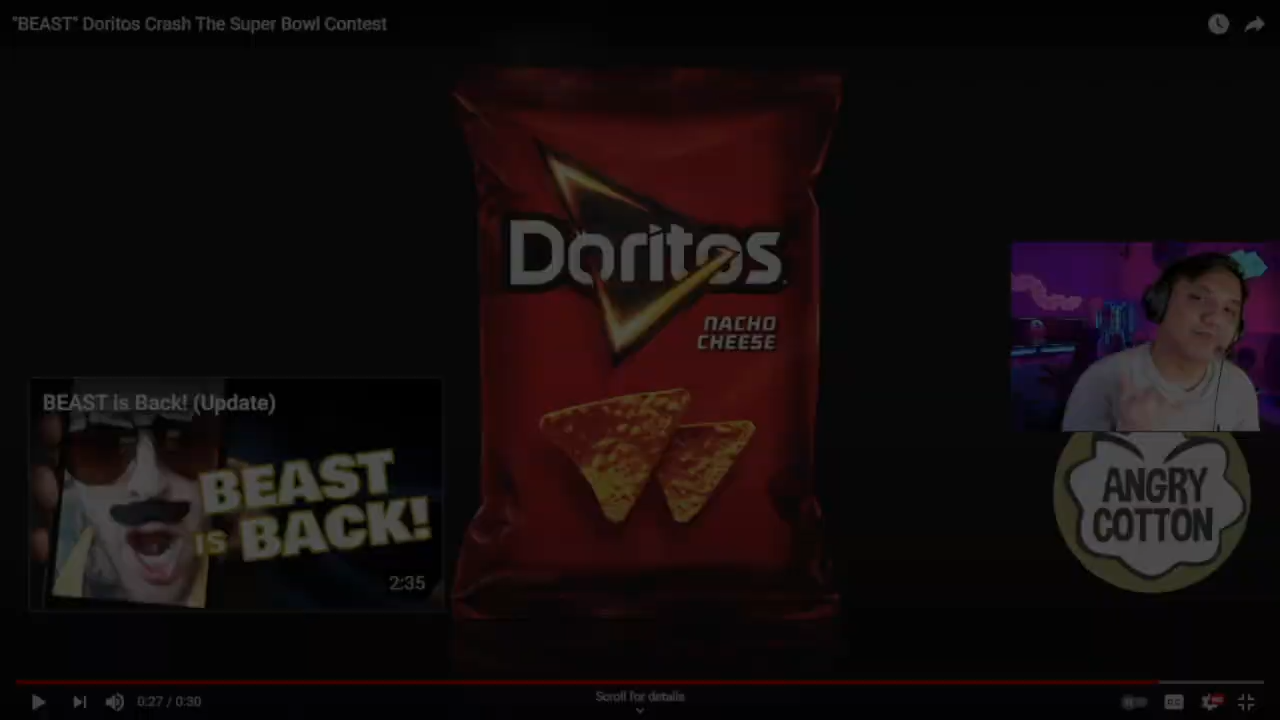 "BEAST" Doritos Crash The Super Bowl Contest
Doritos
NACHO
CHEESE
BEAST is Back! (Update)
BEAST
IS BACK!
2:35
ANGRY
COTTON
0:27 / 0:30
Scroll for details